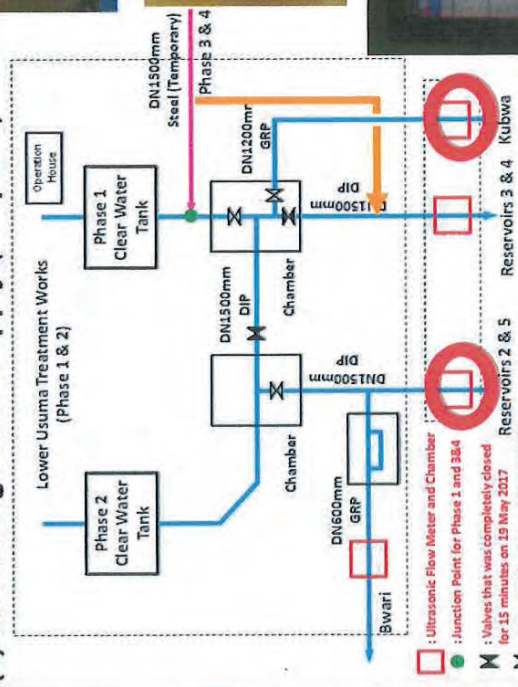 Lower Usuma Treatment Works
(Phase 1 & 2)
Operation
House
Phase 2
Clear Water
Tank
Phase 1
Clear Water
Tank
DN1500mm
Steel (Temporary)
Phase 3 & 4
DN1500mm
DIP
DN1200mm
GRP
Chamber
Chamber
DN1500mm
DIP
DN1500mm
DIP
DN600mm
GRP
Bwari
Reservoirs 2 & 5
Reservoirs 3 & 4
Kubwa
: Ultrasonic Flow Meter and Chamber
: Junction Point for Phase 1 and 3&4
: Valves that was completely closed
for 15 minutes on 19 May 2017